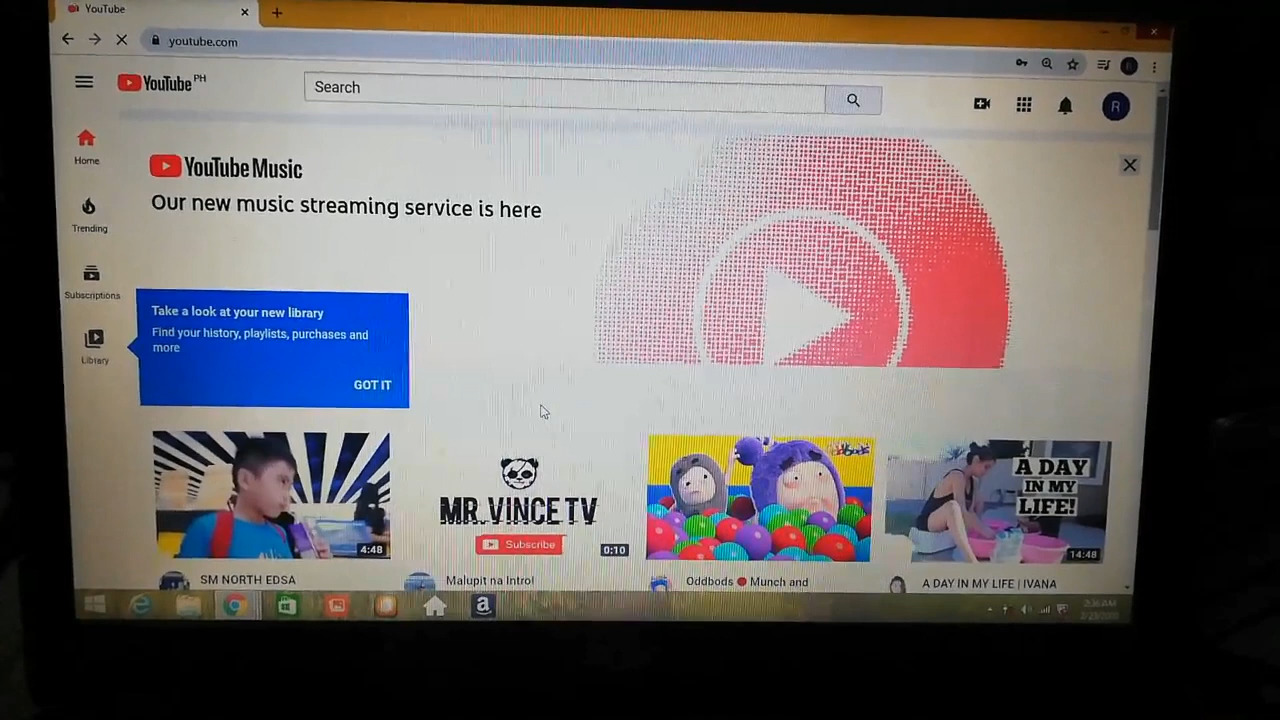 YouTube
youtube.com
YouTube PH
Search
R
Home
Trending
Subscriptions
Library
YouTube Music
Our new music streaming service is here
Take a look at your new library
Find your history, playlists, purchases and
more
GOT IT
4:48
MR.VINCE TV
Subscribe
0:10
A DAY
IN MY
LIFE!
14:48
SM NORTH EDSA
Malupit na Intro!
Oddbods 🔴 Munch and
A DAY IN MY LIFE | IVANA
a